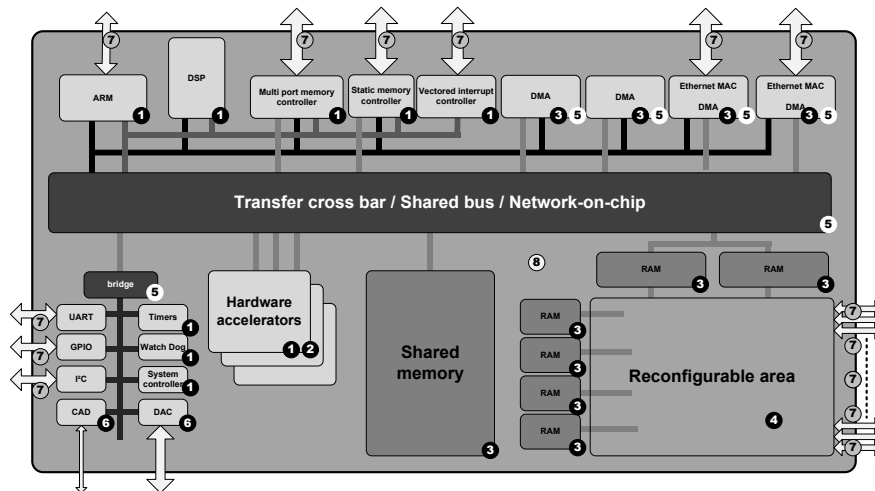 7
7
7
7
7
7
ARM
1
DSP
1
Multi port memory
controller
1
Static memory
controller
1
Vectored interrupt
controller
1
DMA
3
5
DMA
3
5
Ethernet MAC
DMA
3
5
Ethernet MAC
DMA
3
5
Transfer cross bar / Shared bus / Network-on-chip
5
bridge
5
7
UART
Timers
1
7
GPIO
Watch Dog
1
7
I²C
System
controller
1
CAD
6
DAC
6
Hardware
accelerators
1
2
Shared
memory
3
8
RAM
3
RAM
3
RAM
3
RAM
3
RAM
3
RAM
3
Reconfigurable area
4
7
7
7
7